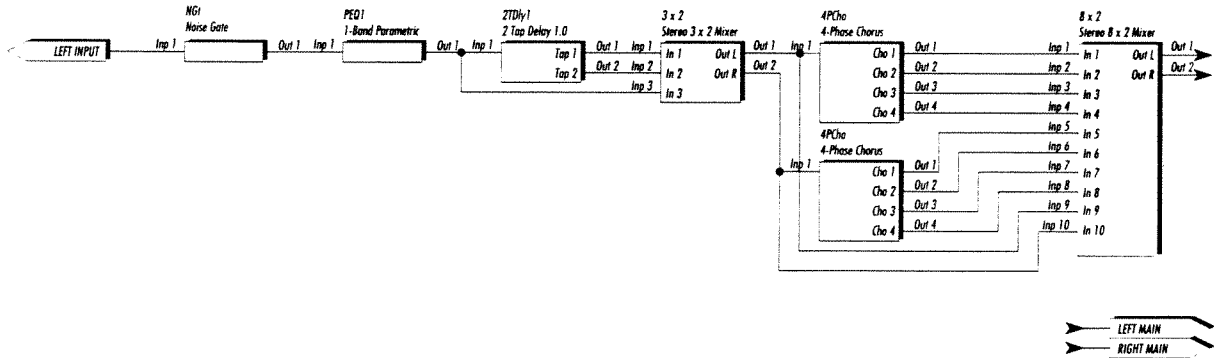 LEFT INPUT
Inp 1
NG1
Noise Gate
Out 1
Inp 1
PEQ1
1-Band Parametric
Out 1
Inp 1
2TDly1
2 Tap Delay 1.0
Tap 1
Tap 2
Out 1
Out 2
Inp 1
Inp 2
Inp 3
3 x 2
Stereo 3 x 2 Mixer
In 1
In 2
In 3
Out L
Out R
Out 1
Out 2
Inp 1
4PCho
4-Phase Chorus
Cho 1
Cho 2
Cho 3
Cho 4
Out 1
Out 2
Out 3
Out 4
Inp 1
4PCho
4-Phase Chorus
Cho 1
Cho 2
Cho 3
Cho 4
Out 1
Out 2
Out 3
Out 4
Inp 1
Inp 2
Inp 3
Inp 4
Inp 5
Inp 6
Inp 7
Inp 8
Inp 9
Inp 10
8 x 2
Stereo 8 x 2 Mixer
In 1
In 2
In 3
In 4
In 5
In 6
In 7
In 8
In 9
In 10
Out L
Out R
Out 1
Out 2
LEFT MAIN
RIGHT MAIN